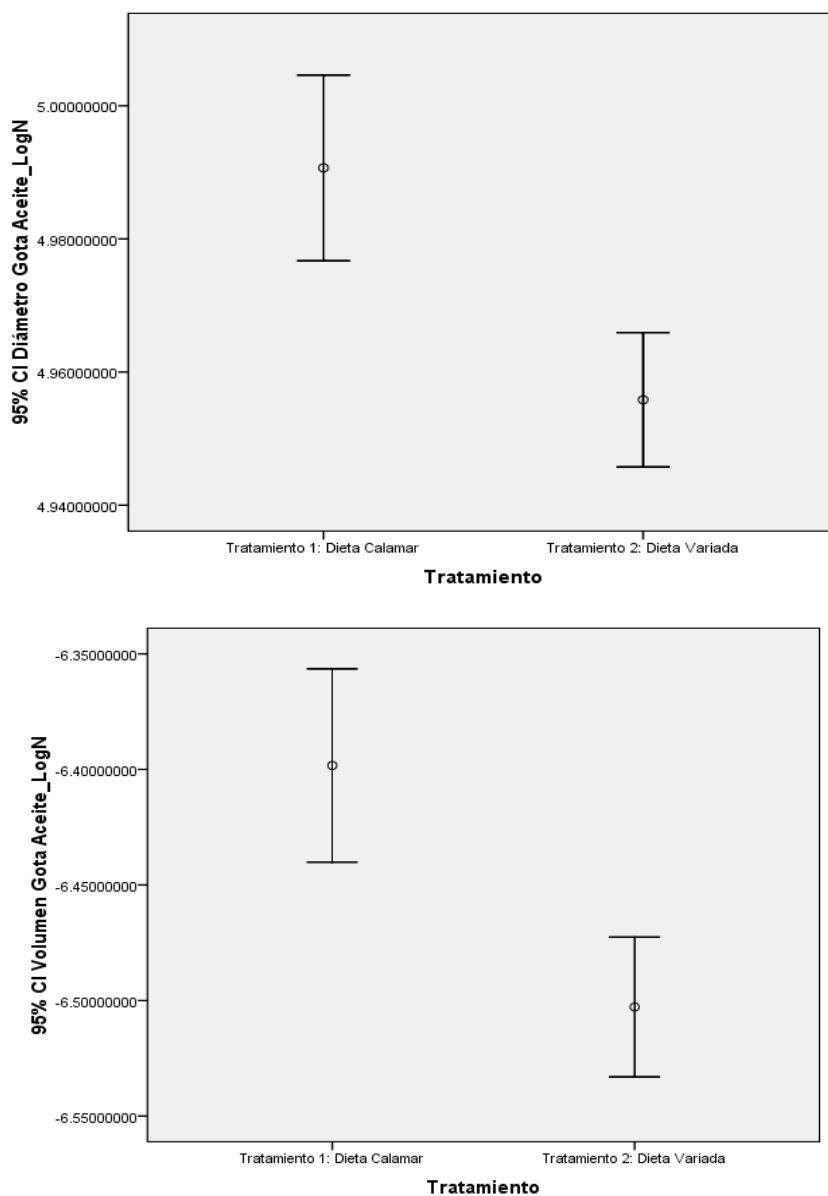 95% CI Diámetro Gota Aceite_LogN
5.00000000
4.98000000
4.96000000
4.94000000
Tratamiento 1: Dieta Calamar
Tratamiento 2: Dieta Variada
Tratamiento
95% CI Volumen Gota Aceite_LogN
-6.35000000
-6.40000000
-6.45000000
-6.50000000
-6.55000000
Tratamiento 1: Dieta Calamar
Tratamiento 2: Dieta Variada
Tratamiento